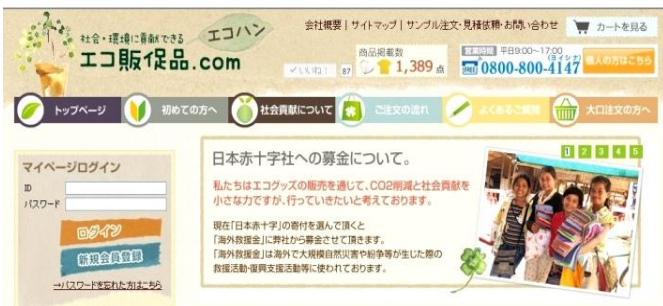 会社概要 | サイトマップ | サンプル注文・見積依頼・お問い合わせ
カートを見る
社会・環境に貢献できる
エコハン
エコ販促品.com
いいね! 87
商品掲載数
1,389 点
営業時間 平日9:00~17:00
(ヨイシナ)
0800-800-4147
個人の方はこちら
トップページ
初めての方へ
社会貢献について
ご注文の流れ
よくあるご質問
大口注文の方へ
マイページログイン
ID
パスワード
ログイン
新規会員登録
→パスワードを忘れた方はこちら
日本赤十字社への募金について。
1 2 3 4 5
私たちはエコグッズの販売を通じて、CO2削減と社会貢献を
小さな力ですが、行っていきたいと考えております。
現在「日本赤十字」の寄付を選んで頂くと
「海外救援金」に弊社から募金させて頂きます。
「海外救援金」は海外で大規模自然災害や紛争等が生じた際の
救援活動・復興支援活動等に使われております。